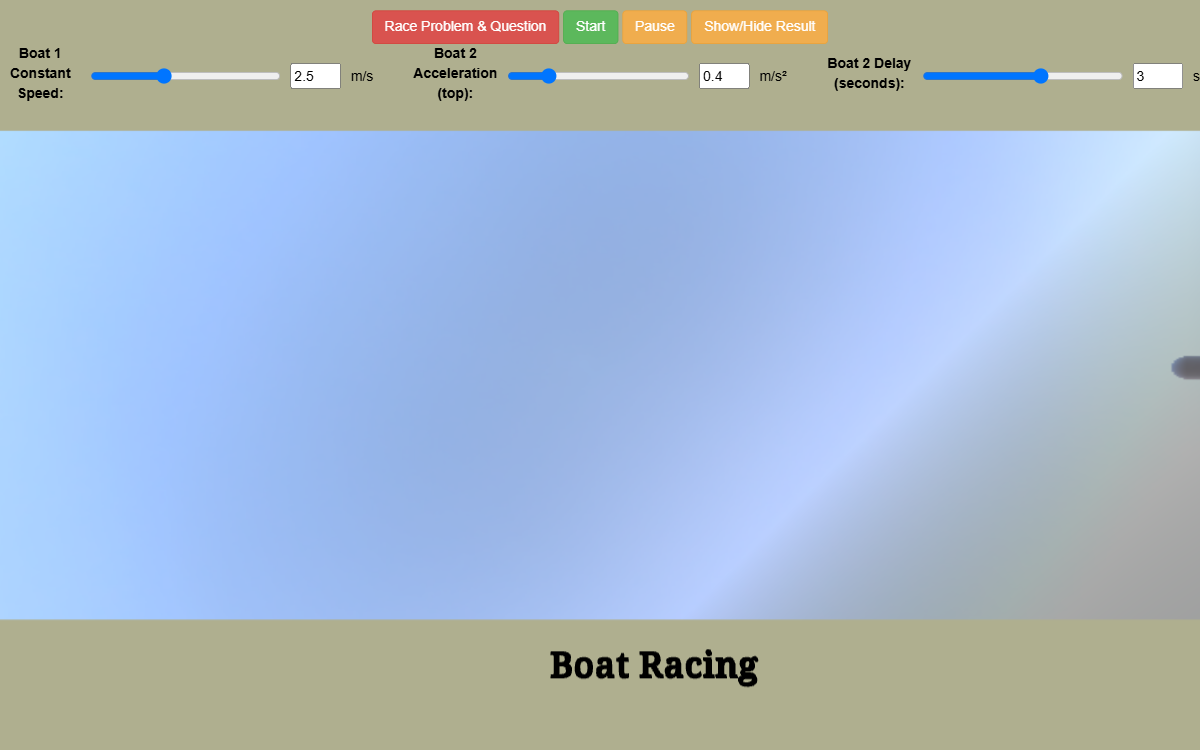 Race Problem & Question Start Pause Show/Hide Result
Boat 1
Constant
Speed:
2.5 m/s
Boat 2
Acceleration
(top):
0.4 m/s²
Boat 2 Delay
(seconds):
3 s
Boat Racing